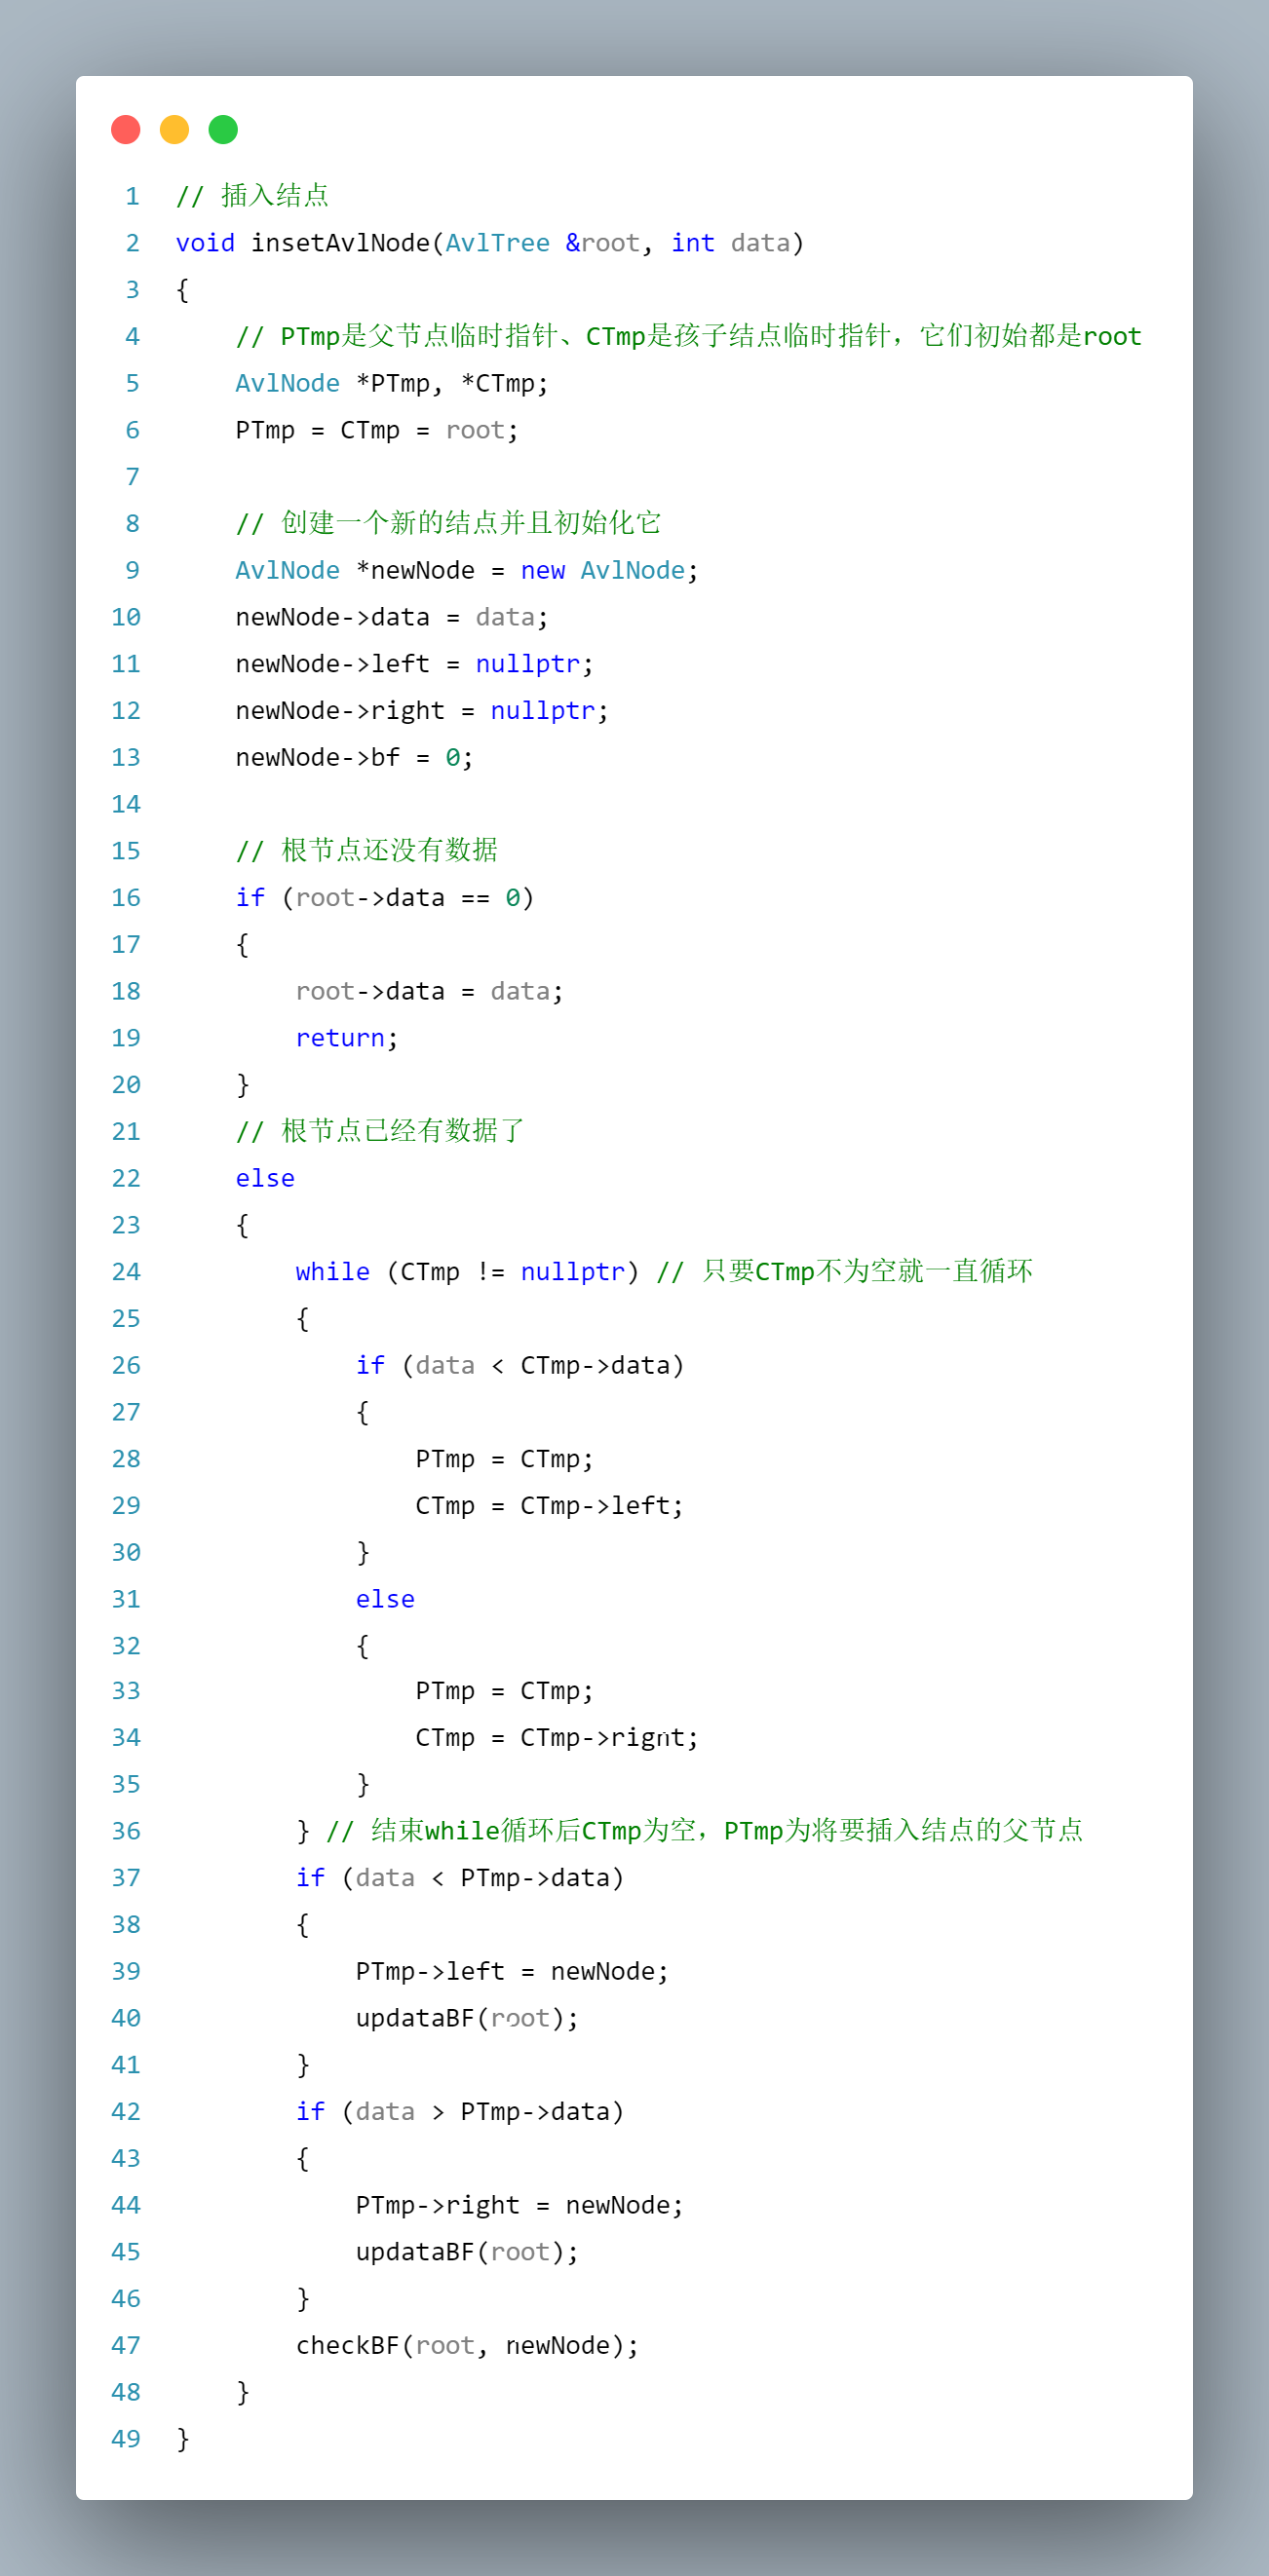 1 // 插入结点
2 void insetAvlNode(AvlTree &root, int data)
3 {
4     // PTmp是父节点临时指针、CTmp是孩子结点临时指针，它们初始都是root
5     AvlNode *PTmp, *CTmp;
6     PTmp = CTmp = root;
7
8     // 创建一个新的结点并且初始化它
9     AvlNode *newNode = new AvlNode;
10     newNode->data = data;
11     newNode->left = nullptr;
12     newNode->right = nullptr;
13     newNode->bf = 0;
14
15     // 根节点还没有数据
16     if (root->data == 0)
17     {
18         root->data = data;
19         return;
20     }
21     // 根节点已经有数据了
22     else
23     {
24         while (CTmp != nullptr) // 只要CTmp不为空就一直循环
25         {
26             if (data < CTmp->data)
27             {
28                 PTmp = CTmp;
29                 CTmp = CTmp->left;
30             }
31             else
32             {
33                 PTmp = CTmp;
34                 CTmp = CTmp->right;
35             }
36         } // 结束while循环后CTmp为空，PTmp为将要插入结点的父节点
37         if (data < PTmp->data)
38         {
39             PTmp->left = newNode;
40             updataBF(root);
41         }
42         if (data > PTmp->data)
43         {
44             PTmp->right = newNode;
45             updataBF(root);
46         }
47         checkBF(root, newNode);
48     }
49 }